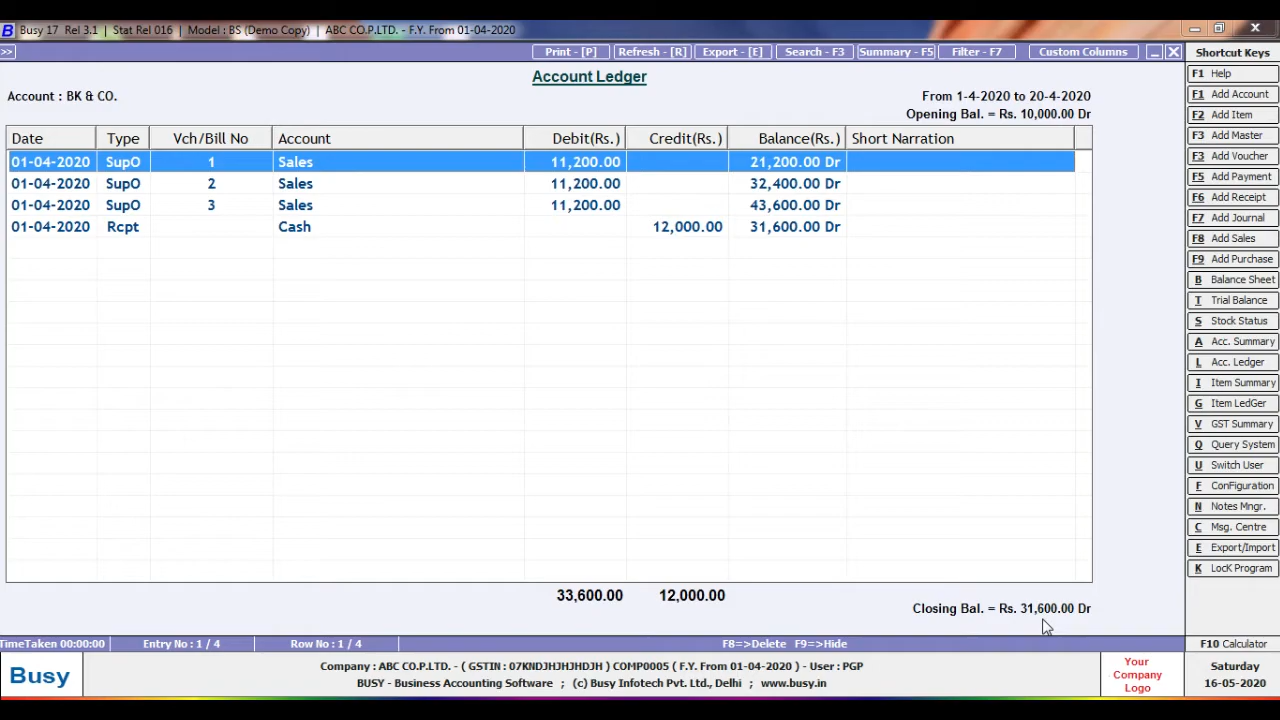 Busy 17 Rel 3.1 | Stat Rel 016 | Model : BS (Demo Copy) | ABC CO.P.LTD. - F.Y. From 01-04-2020
>> Print - [P] Refresh - [R] Export - [E] Search - F3 Summary - F5 Filter - F7 Custom Columns
Shortcut Keys
Account Ledger
Account : BK & CO. From 1-4-2020 to 20-4-2020
Opening Bal. = Rs. 10,000.00 Dr
Date Type Vch/Bill No Account Debit(Rs.) Credit(Rs.) Balance(Rs.) Short Narration
01-04-2020 SupO 1 Sales 11,200.00 21,200.00 Dr
01-04-2020 SupO 2 Sales 11,200.00 32,400.00 Dr
01-04-2020 SupO 3 Sales 11,200.00 43,600.00 Dr
01-04-2020 Rcpt Cash 12,000.00 31,600.00 Dr
33,600.00 12,000.00
Closing Bal. = Rs. 31,600.00 Dr
F1 Help
F1 Add Account
F2 Add Item
F3 Add Master
F3 Add Voucher
F5 Add Payment
F6 Add Receipt
F7 Add Journal
F8 Add Sales
F9 Add Purchase
B Balance Sheet
T Trial Balance
S Stock Status
A Acc. Summary
L Acc. Ledger
I Item Summary
G Item LedGer
V GST Summary
Q Query System
U Switch User
F ConFiguration
N Notes Mngr.
C Msg. Centre
E Export/Import
K LocK Program
F10 Calculator
TimeTaken 00:00:00 Entry No : 1 / 4 Row No : 1 / 4 F8=>Delete F9=>Hide
Busy
Company : ABC CO.P.LTD. - ( GSTIN : 07KNDJHJHJHDJH ) COMP0005 ( F.Y. From 01-04-2020 ) - User : PGP
BUSY - Business Accounting Software ; (c) Busy Infotech Pvt. Ltd., Delhi ; www.busy.in
Your
Company
Logo
Saturday
16-05-2020